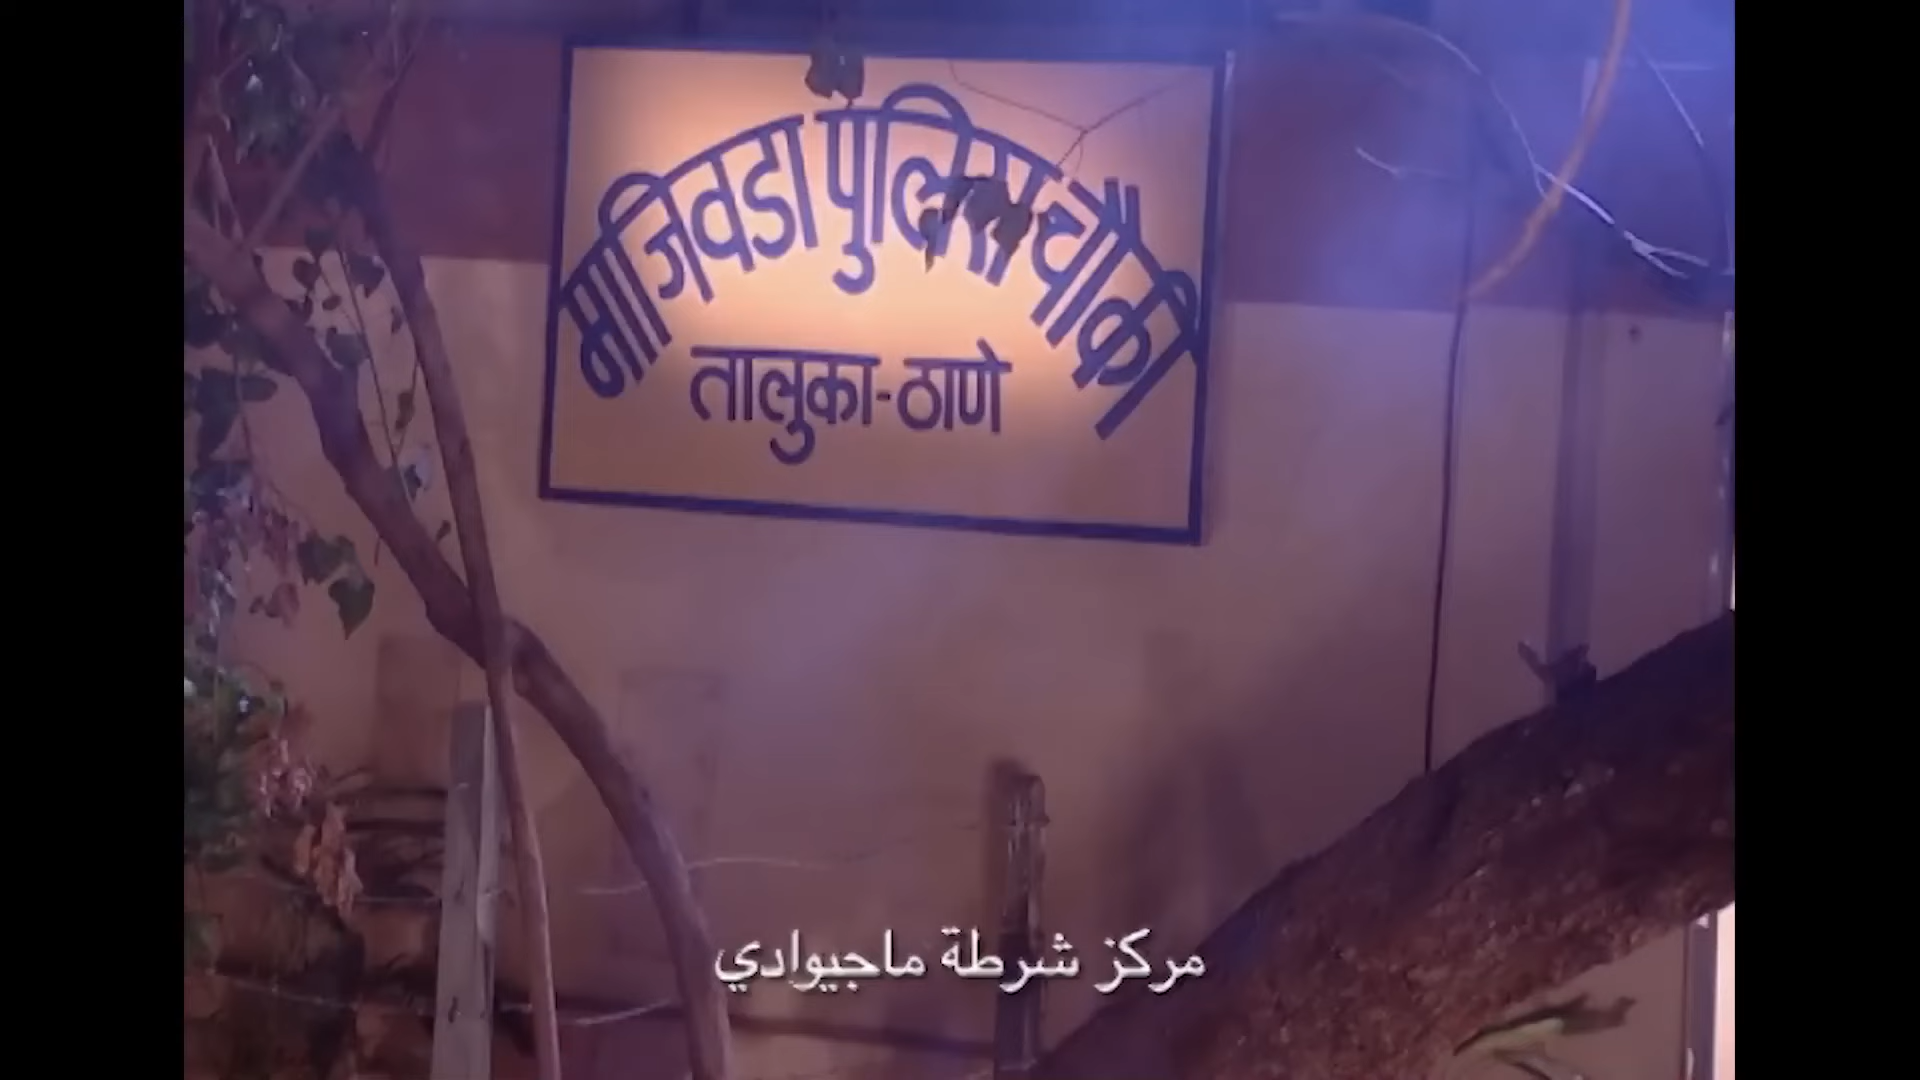 माजिवडा पुलिस चौकी
तालुका-ठाणे
مركز شرطة ماجيوادي